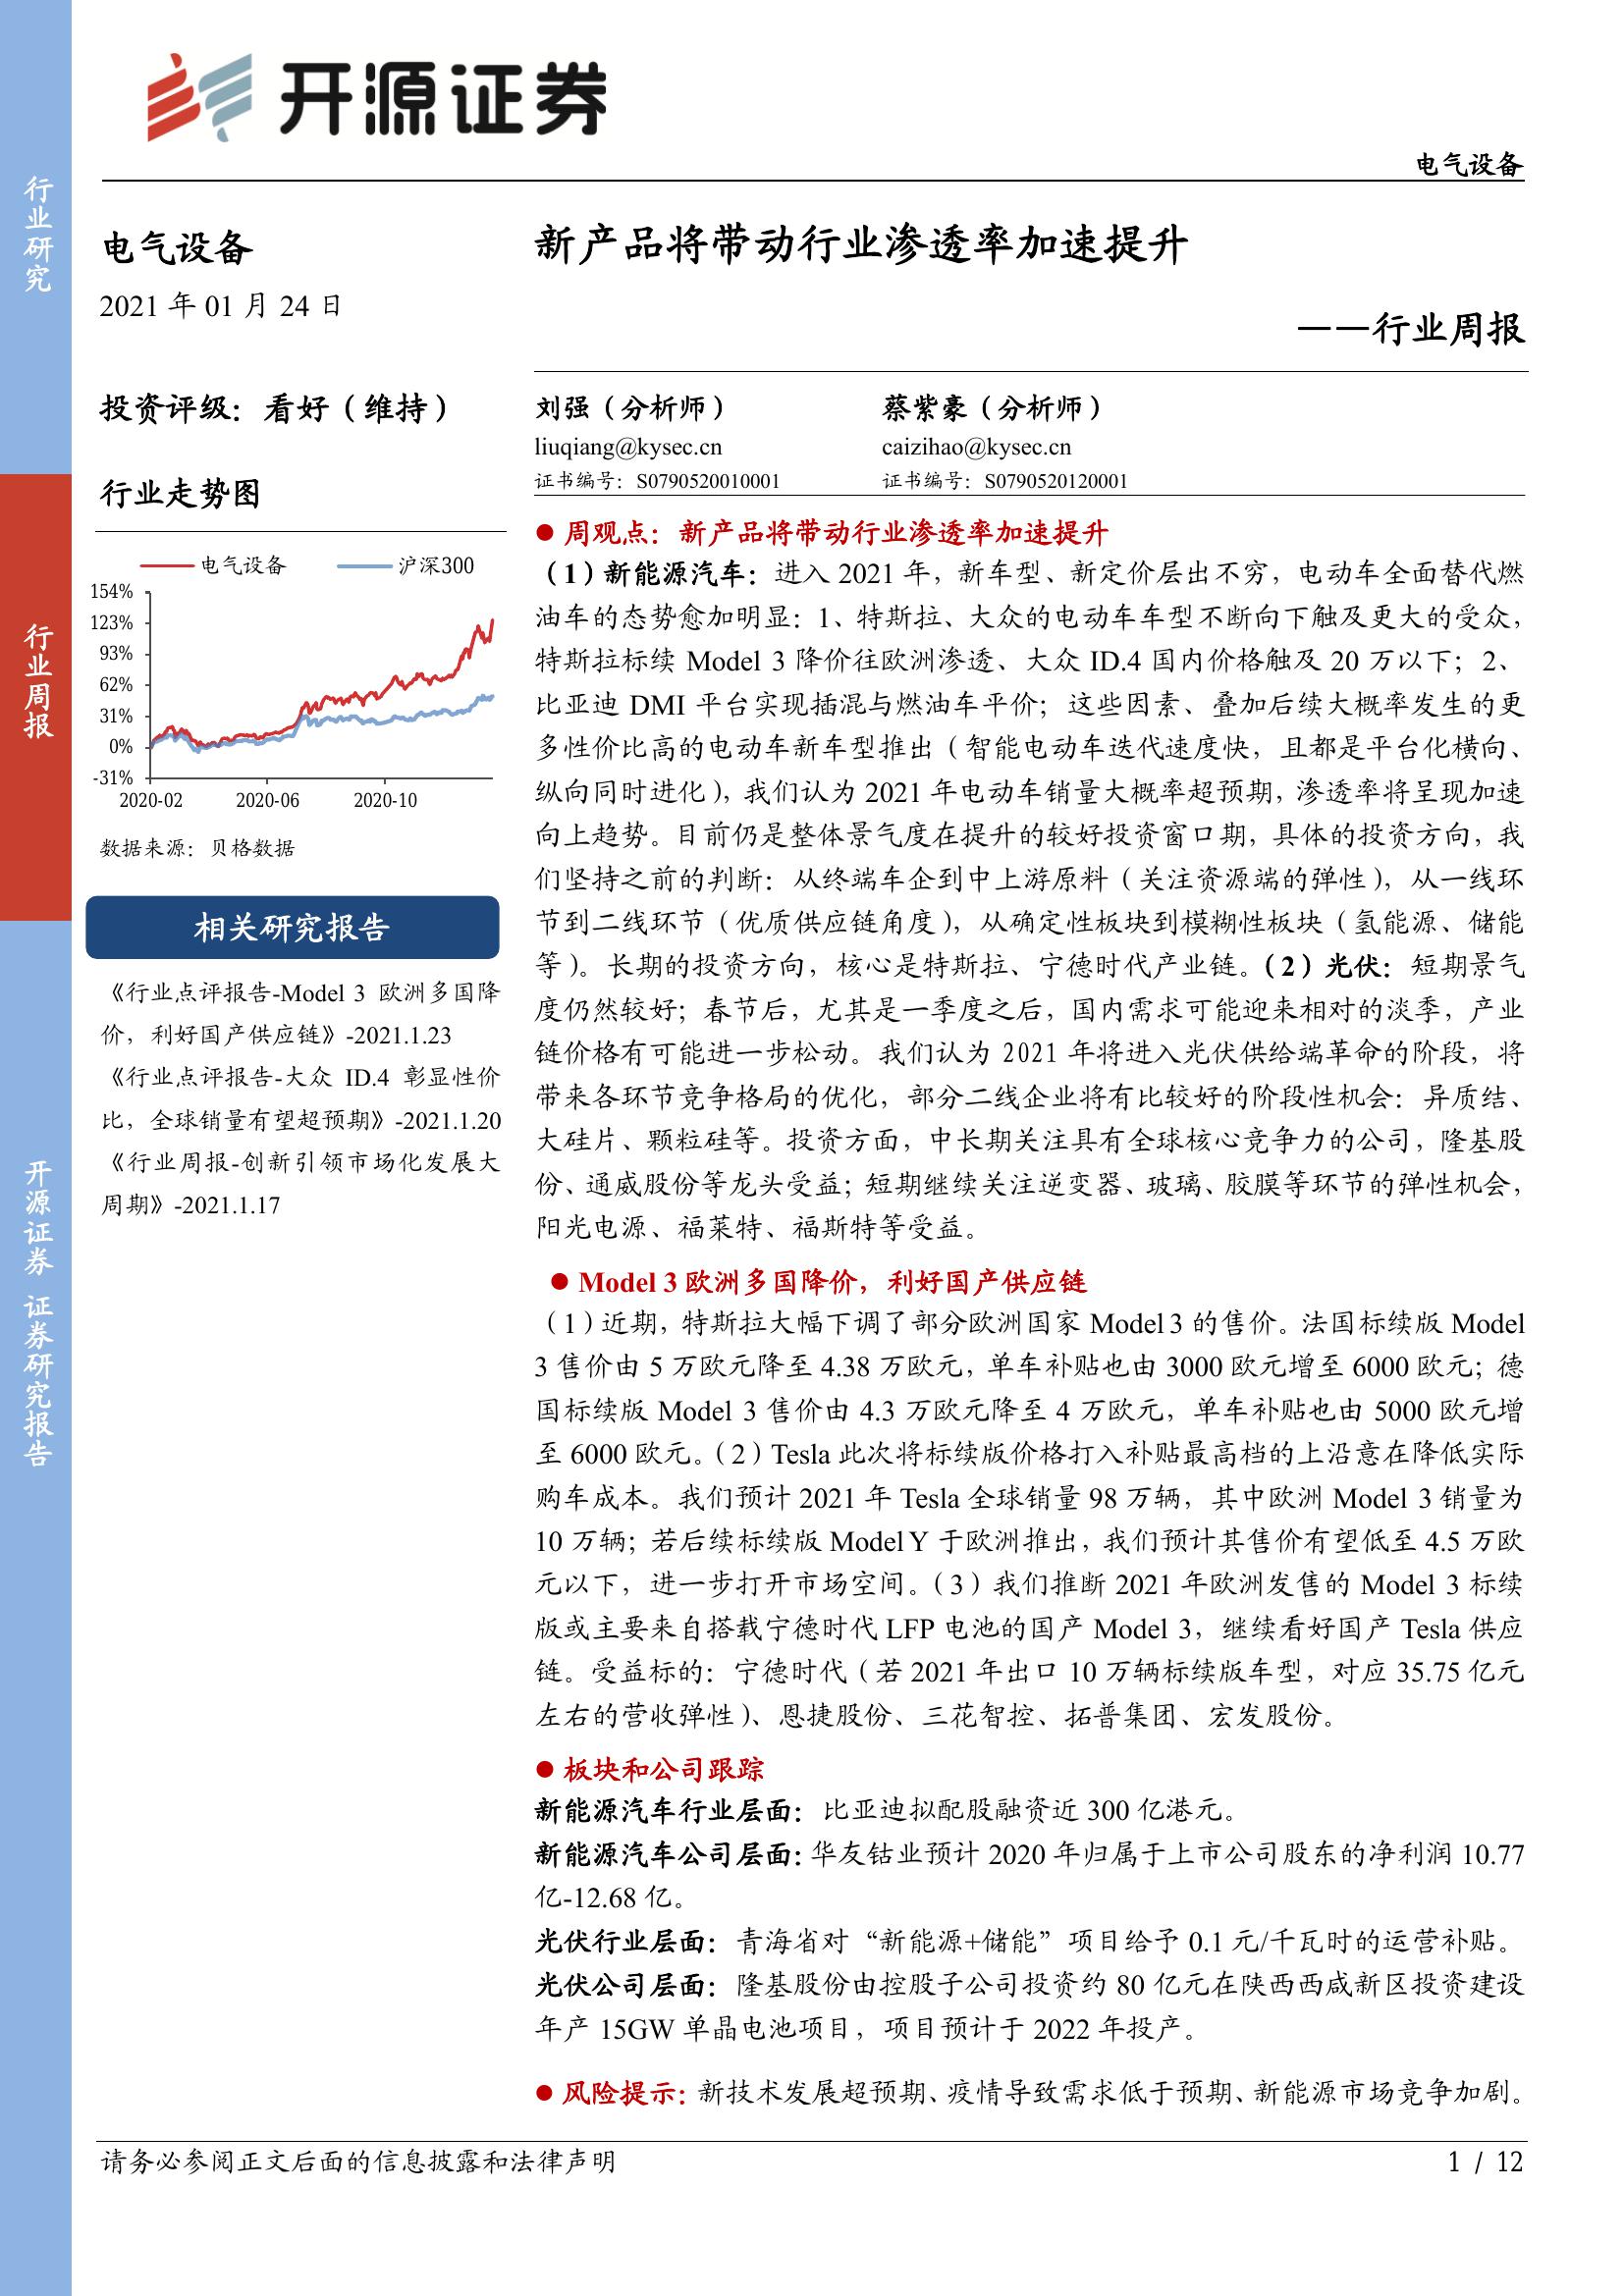 开源证券
电气设备
行业研究
行业周报
开源证券 证券研究报告
电气设备
2021 年 01 月 24 日
投资评级：看好（维持）
行业走势图
电气设备
沪深300
154%
123%
93%
62%
31%
0%
-31%
2020-02
2020-06
2020-10
数据来源：贝格数据
相关研究报告
《行业点评报告-Model 3 欧洲多国降
价，利好国产供应链》-2021.1.23
《行业点评报告-大众 ID.4 彰显性价
比，全球销量有望超预期》-2021.1.20
《行业周报-创新引领市场化发展大
周期》-2021.1.17
新产品将带动行业渗透率加速提升
——行业周报
刘强（分析师）
蔡紫豪（分析师）
liuqiang@kysec.cn
caizihao@kysec.cn
证书编号：S0790520010001
证书编号：S0790520120001
● 周观点：新产品将带动行业渗透率加速提升
（1）新能源汽车：进入 2021 年，新车型、新定价层出不穷，电动车全面替代燃
油车的态势愈加明显：1、特斯拉、大众的电动车车型不断向下触及更大的受众，
特斯拉标续 Model 3 降价往欧洲渗透、大众 ID.4 国内价格触及 20 万以下；2、
比亚迪 DMI 平台实现插混与燃油车平价；这些因素、叠加后续大概率发生的更
多性价比高的电动车新车型推出（智能电动车迭代速度快，且都是平台化横向、
纵向同时进化），我们认为 2021 年电动车销量大概率超预期，渗透率将呈现加速
向上趋势。目前仍是整体景气度在提升的较好投资窗口期，具体的投资方向，我
们坚持之前的判断：从终端车企到中上游原料（关注资源端的弹性），从一线环
节到二线环节（优质供应链角度），从确定性板块到模糊性板块（氢能源、储能
等）。长期的投资方向，核心是特斯拉、宁德时代产业链。（2）光伏：短期景气
度仍然较好；春节后，尤其是一季度之后，国内需求可能迎来相对的淡季，产业
链价格有可能进一步松动。我们认为 2021 年将进入光伏供给端革命的阶段，将
带来各环节竞争格局的优化，部分二线企业将有比较好的阶段性机会：异质结、
大硅片、颗粒硅等。投资方面，中长期关注具有全球核心竞争力的公司，隆基股
份、通威股份等龙头受益；短期继续关注逆变器、玻璃、胶膜等环节的弹性机会，
阳光电源、福莱特、福斯特等受益。
● Model 3 欧洲多国降价，利好国产供应链
（1）近期，特斯拉大幅下调了部分欧洲国家 Model 3 的售价。法国标续版 Model
3 售价由 5 万欧元降至 4.38 万欧元，单车补贴也由 3000 欧元增至 6000 欧元；德
国标续版 Model 3 售价由 4.3 万欧元降至 4 万欧元，单车补贴也由 5000 欧元增
至 6000 欧元。（2）Tesla 此次将标续版价格打入补贴最高档的上沿意在降低实际
购车成本。我们预计 2021 年 Tesla 全球销量 98 万辆，其中欧洲 Model 3 销量为
10 万辆；若后续标续版 Model Y 于欧洲推出，我们预计其售价有望低至 4.5 万欧
元以下，进一步打开市场空间。（3）我们推断 2021 年欧洲发售的 Model 3 标续
版或主要来自搭载宁德时代 LFP 电池的国产 Model 3，继续看好国产 Tesla 供应
链。受益标的：宁德时代（若 2021 年出口 10 万辆标续版车型，对应 35.75 亿元
左右的营收弹性）、恩捷股份、三花智控、拓普集团、宏发股份。
● 板块和公司跟踪
新能源汽车行业层面：比亚迪拟配股融资近 300 亿港元。
新能源汽车公司层面：华友钴业预计 2020 年归属于上市公司股东的净利润 10.77
亿-12.68 亿。
光伏行业层面：青海省对“新能源+储能”项目给予 0.1 元/千瓦时的运营补贴。
光伏公司层面：隆基股份由控股子公司投资约 80 亿元在陕西西咸新区投资建设
年产 15GW 单晶电池项目，项目预计于 2022 年投产。
● 风险提示：新技术发展超预期、疫情导致需求低于预期、新能源市场竞争加剧。
请务必参阅正文后面的信息披露和法律声明
1 / 12